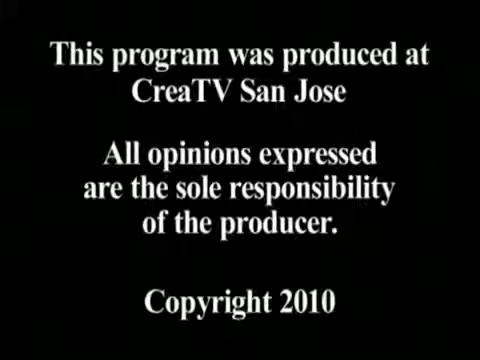 This program was produced at
CreaTV San Jose
All opinions expressed
are the sole responsibility
of the producer.
Copyright 2010